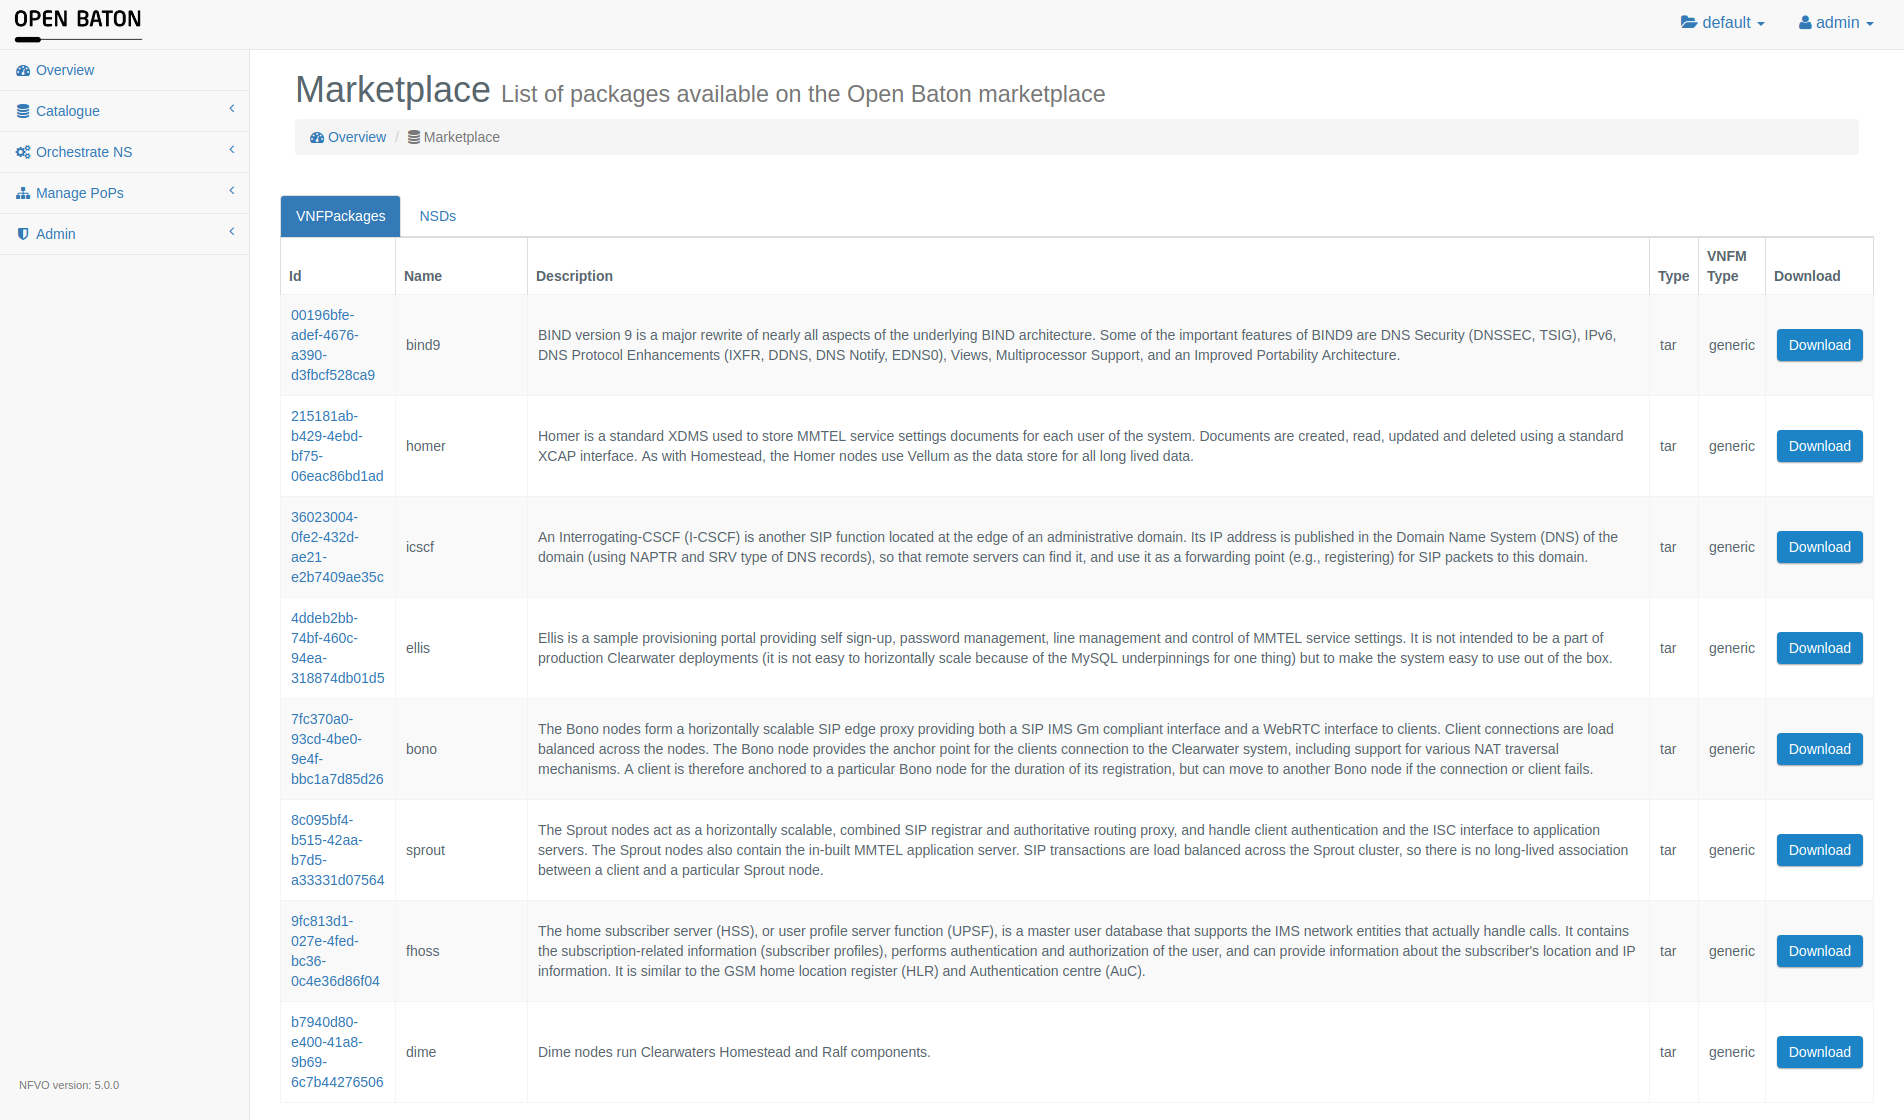 OPEN BATON
default
admin
Overview
Catalogue
Orchestrate NS
Manage PoPs
Admin
Marketplace List of packages available on the Open Baton marketplace
Overview / Marketplace
VNFPackages NSDs
Id Name Description Type VNFM Type Download
00196bfe-
adef-4676-
a390-
d3fbcf528ca9
bind9
BIND version 9 is a major rewrite of nearly all aspects of the underlying BIND architecture. Some of the important features of BIND9 are DNS Security (DNSSEC, TSIG), IPv6,
DNS Protocol Enhancements (IXFR, DDNS, DNS Notify, EDNS0), Views, Multiprocessor Support, and an Improved Portability Architecture.
tar generic Download
215181ab-
b429-4ebd-
bf75-
06eac86bd1ad
homer
Homer is a standard XDMS used to store MMTEL service settings documents for each user of the system. Documents are created, read, updated and deleted using a standard
XCAP interface. As with Homestead, the Homer nodes use Vellum as the data store for all long lived data.
tar generic Download
36023004-
0fe2-432d-
ae21-
e2b7409ae35c
icscf
An Interrogating-CSCF (I-CSCF) is another SIP function located at the edge of an administrative domain. Its IP address is published in the Domain Name System (DNS) of the
domain (using NAPTR and SRV type of DNS records), so that remote servers can find it, and use it as a forwarding point (e.g., registering) for SIP packets to this domain.
tar generic Download
4ddeb2bb-
74bf-460c-
94ea-
318874db01d5
ellis
Ellis is a sample provisioning portal providing self sign-up, password management, line management and control of MMTEL service settings. It is not intended to be a part of
production Clearwater deployments (it is not easy to horizontally scale because of the MySQL underpinnings for one thing) but to make the system easy to use out of the box.
tar generic Download
7fc370a0-
93cd-4be0-
9e4f-
bbc1a7d85d26
bono
The Bono nodes form a horizontally scalable SIP edge proxy providing both a SIP IMS Gm compliant interface and a WebRTC interface to clients. Client connections are load
balanced across the nodes. The Bono node provides the anchor point for the clients connection to the Clearwater system, including support for various NAT traversal
mechanisms. A client is therefore anchored to a particular Bono node for the duration of its registration, but can move to another Bono node if the connection or client fails.
tar generic Download
8c095bf4-
b515-42aa-
b7d5-
a33331d07564
sprout
The Sprout nodes act as a horizontally scalable, combined SIP registrar and authoritative routing proxy, and handle client authentication and the ISC interface to application
servers. The Sprout nodes also contain the in-built MMTEL application server. SIP transactions are load balanced across the Sprout cluster, so there is no long-lived association
between a client and a particular Sprout node.
tar generic Download
9fc813d1-
027e-4fed-
bc36-
0c4e36d86f04
fhoss
The home subscriber server (HSS), or user profile server function (UPSF), is a master user database that supports the IMS network entities that actually handle calls. It contains
the subscription-related information (subscriber profiles), performs authentication and authorization of the user, and can provide information about the subscriber's location and IP
information. It is similar to the GSM home location register (HLR) and Authentication centre (AuC).
tar generic Download
b7940d80-
e400-41a8-
9b69-
6c7b44276506
dime
Dime nodes run Clearwaters Homestead and Ralf components.
tar generic Download
NFVO version: 5.0.0